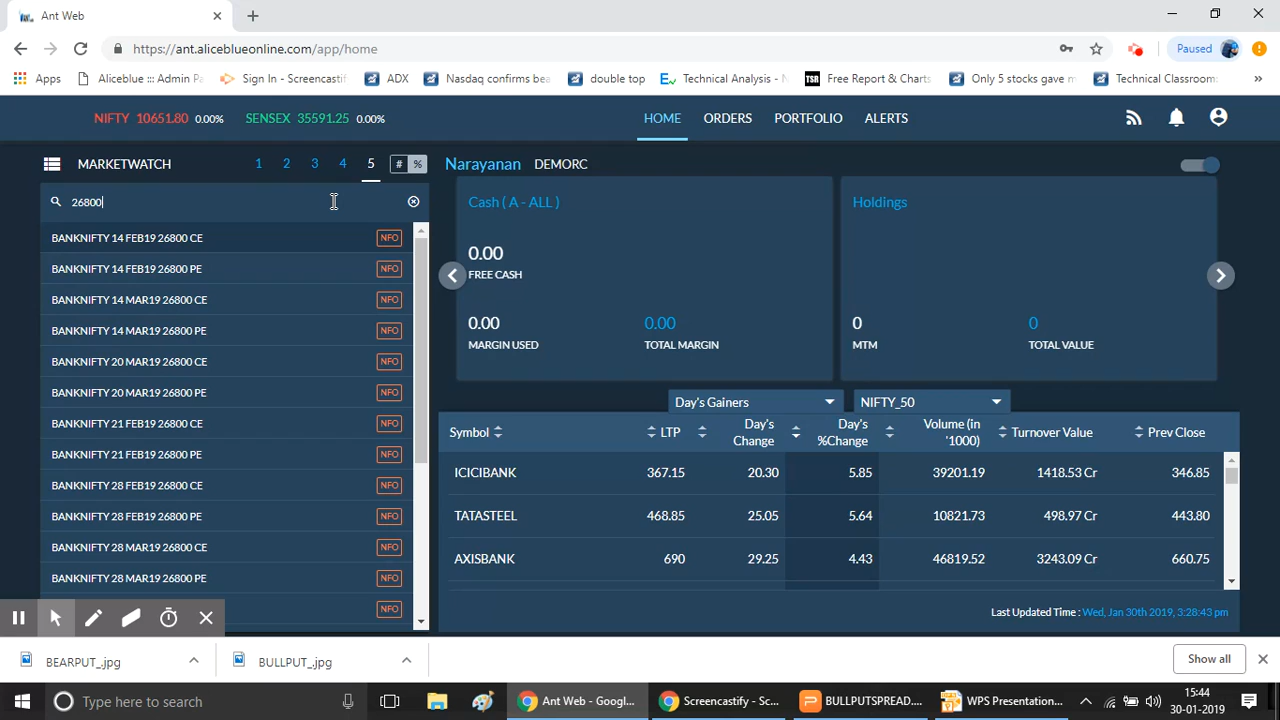 Ant Web
https://ant.aliceblueonline.com/app/home
Paused
Apps
Aliceblue ::: Admin Pa
Sign In - Screencastif
ADX
Nasdaq confirms bea
double top
Technical Analysis -
TSR
Free Report & Charts
Only 5 stocks gave m
Technical Classroom:
NIFTY 10651.80 0.00%
SENSEX 35591.25 0.00%
HOME
ORDERS
PORTFOLIO
ALERTS
MARKETWATCH
1 2 3 4 5 # %
26800
BANKNIFTY 14 FEB19 26800 CE NFO
BANKNIFTY 14 FEB19 26800 PE NFO
BANKNIFTY 14 MAR19 26800 CE NFO
BANKNIFTY 14 MAR19 26800 PE NFO
BANKNIFTY 20 MAR19 26800 CE NFO
BANKNIFTY 20 MAR19 26800 PE NFO
BANKNIFTY 21 FEB19 26800 CE NFO
BANKNIFTY 21 FEB19 26800 PE NFO
BANKNIFTY 28 FEB19 26800 CE NFO
BANKNIFTY 28 FEB19 26800 PE NFO
BANKNIFTY 28 MAR19 26800 CE NFO
BANKNIFTY 28 MAR19 26800 PE NFO
NFO
Narayanan DEMORC
Cash ( A - ALL )
0.00
FREE CASH
0.00 0.00
MARGIN USED TOTAL MARGIN
Holdings
0 0
MTM TOTAL VALUE
Day's Gainers NIFTY_50
Symbol LTP Day's Change Day's %Change Volume (in '1000) Turnover Value Prev Close
ICICIBANK 367.15 20.30 5.85 39201.19 1418.53 Cr 346.85
TATASTEEL 468.85 25.05 5.64 10821.73 498.97 Cr 443.80
AXISBANK 690 29.25 4.43 46819.52 3243.09 Cr 660.75
Last Updated Time : Wed, Jan 30th 2019, 3:28:43 pm
BEARPUT_.jpg
BULLPUT_.jpg
Show all
Type here to search
Ant Web - Googl...
Screencastify - Sc...
BULLPUTSPREAD....
WPS Presentation...
15:44
30-01-2019